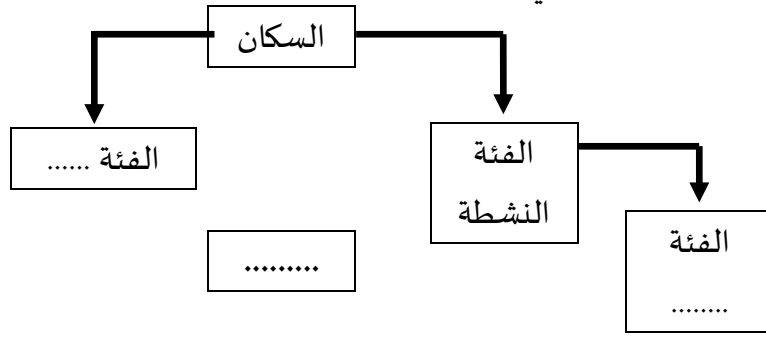 السكان
الفئة
النشطة
الفئة ......
الفئة
........
.........